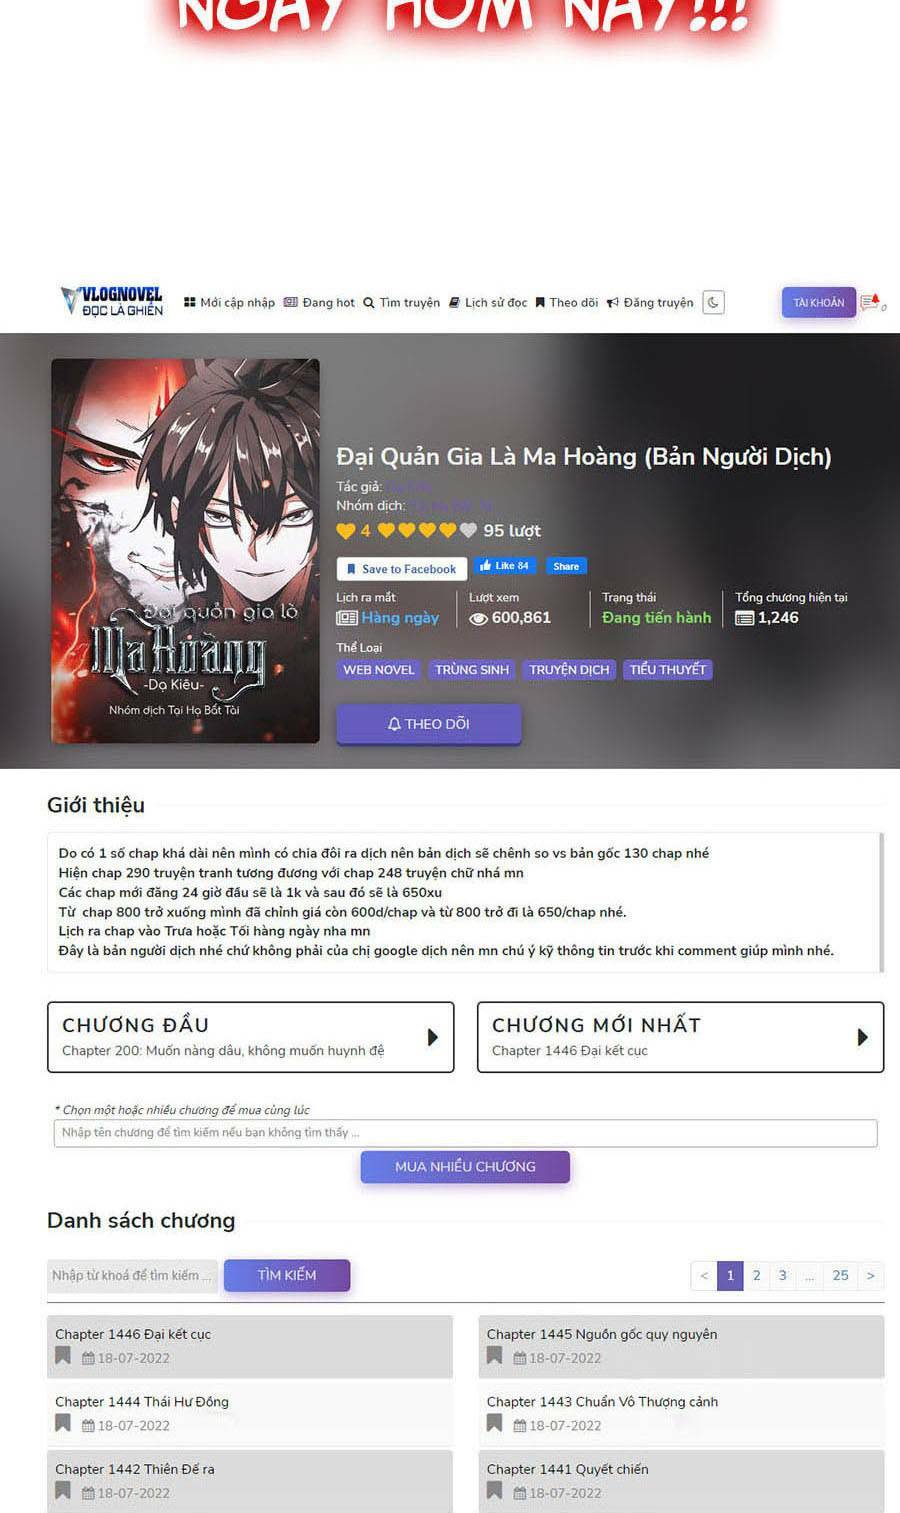 NGAY HÔM NAY!!!
VLOGNOVEL
ĐỌC LÀ GHIỀN
Mới cập nhập Đang hot Tìm truyện Lịch sử đọc Theo dõi Đăng truyện
TÀI KHOẢN
0
Đại Quản Gia Là Ma Hoàng (Bản Người Dịch)
Tác giả:
Nhóm dịch:
4 95 lượt
Save to Facebook Like 84 Share
Lịch ra mắt Lượt xem Trạng thái Tổng chương hiện tại
Hàng ngày 600,861 Đang tiến hành 1,246
Thể Loại
WEB NOVEL TRÙNG SINH TRUYỆN DỊCH TIỂU THUYẾT
THEO DÕI
Đại quản gia là
Ma Hoàng
-Dạ Kiêu-
Nhóm dịch Tại Hạ Bất Tài
Giới thiệu
Do có 1 số chap khá dài nên mình có chia đôi ra dịch nên bản dịch sẽ chênh so vs bản gốc 130 chap nhé
Hiện chap 290 truyện tranh tương đương với chap 248 truyện chữ nhá mn
Các chap mới đăng 24 giờ đầu sẽ là 1k và sau đó sẽ là 650xu
Từ chap 800 trở xuống mình đã chỉnh giá còn 600d/chap và từ 800 trở đi là 650/chap nhé.
Lịch ra chap vào Trưa hoặc Tối hàng ngày nha mn
Đây là bản người dịch nhé chứ không phải của chị google dịch nên mn chú ý kỹ thông tin trước khi comment giúp mình nhé.
CHƯƠNG ĐẦU
Chapter 200: Muốn nàng dâu, không muốn huynh đệ
CHƯƠNG MỚI NHẤT
Chapter 1446 Đại kết cục
* Chọn một hoặc nhiều chương để mua cùng lúc
Nhập tên chương để tìm kiếm nếu bạn không tìm thấy ...
MUA NHIỀU CHƯƠNG
Danh sách chương
Nhập từ khoá để tìm kiếm ... TÌM KIẾM < 1 2 3 ... 25 >
Chapter 1446 Đại kết cục
18-07-2022
Chapter 1445 Nguồn gốc quy nguyên
18-07-2022
Chapter 1444 Thái Hư Đồng
18-07-2022
Chapter 1443 Chuẩn Vô Thượng cảnh
18-07-2022
Chapter 1442 Thiên Đế ra
18-07-2022
Chapter 1441 Quyết chiến
18-07-2022